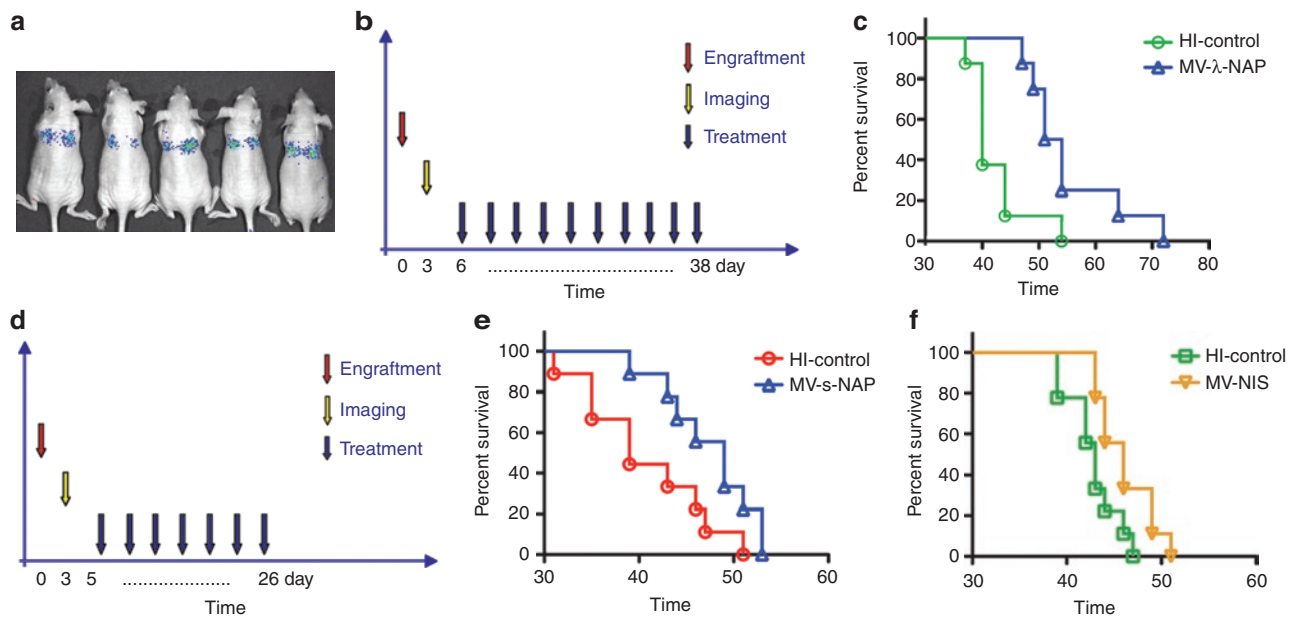 a
b
Engraftment
Imaging
Treatment
0 3 6 ................................ 38 day
Time
c
HI-control
MV-λ-NAP
Percent survival
100
80
60
40
20
0
30 40 50 60 70 80
Time
d
Engraftment
Imaging
Treatment
0 3 5 ..................... 26 day
Time
e
HI-control
MV-s-NAP
Percent survival
100
80
60
40
20
0
30 40 50 60
Time
f
HI-control
MV-NIS
Percent survival
100
80
60
40
20
0
30 40 50 60
Time